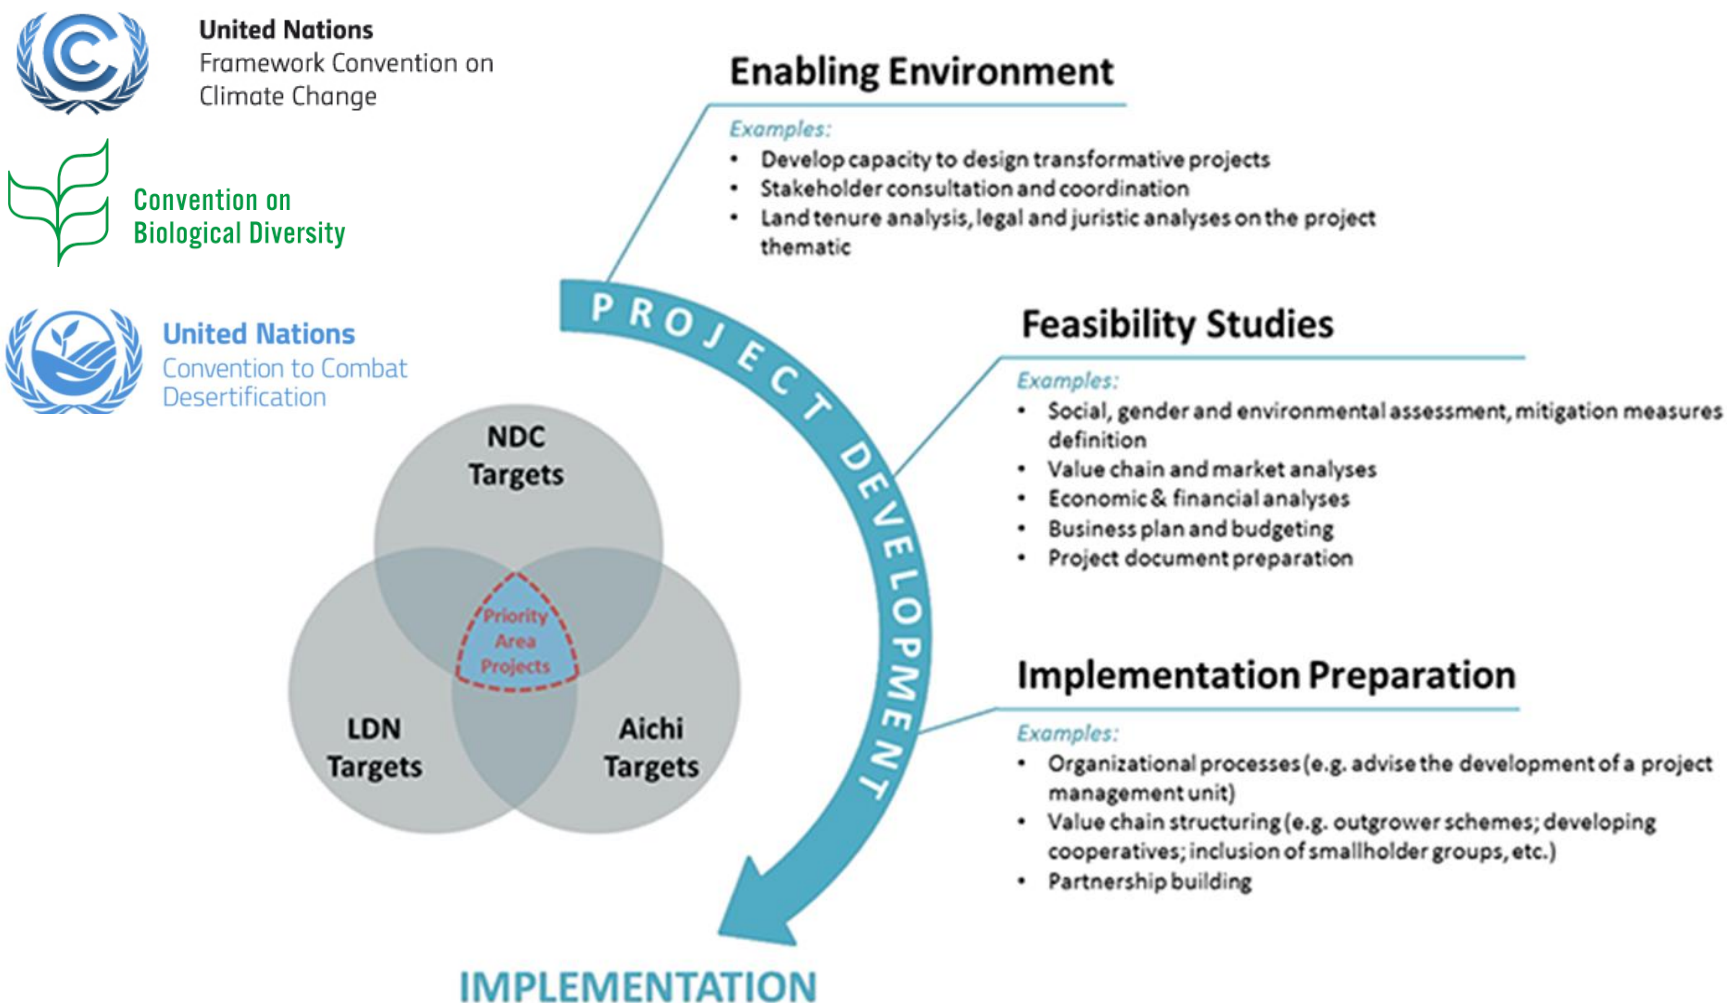 United Nations
Framework Convention on
Climate Change
Convention on
Biological Diversity
United Nations
Convention to Combat
Desertification
NDC
Targets
Priority
Area
Projects
LDN
Targets
Aichi
Targets
PROJECT DEVELOPMENT
IMPLEMENTATION
Enabling Environment
Examples:
• Develop capacity to design transformative projects
• Stakeholder consultation and coordination
• Land tenure analysis, legal and juristic analyses on the project
thematic
Feasibility Studies
Examples:
• Social, gender and environmental assessment, mitigation measures
definition
• Value chain and market analyses
• Economic & financial analyses
• Business plan and budgeting
• Project document preparation
Implementation Preparation
Examples:
• Organizational processes (e.g. advise the development of a project
management unit)
• Value chain structuring (e.g. outgrower schemes; developing
cooperatives; inclusion of smallholder groups, etc.)
• Partnership building